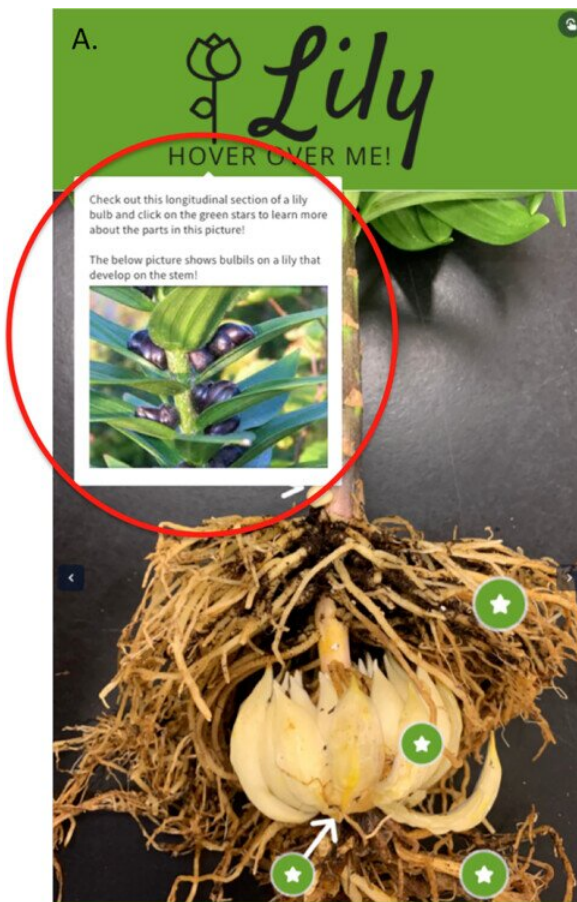 A.
Lily
HOVER OVER ME!
Check out this longitudinal section of a lily
bulb and click on the green stars to learn more
about the parts in this picture!
The below picture shows bulbils on a lily that
develop on the stem!